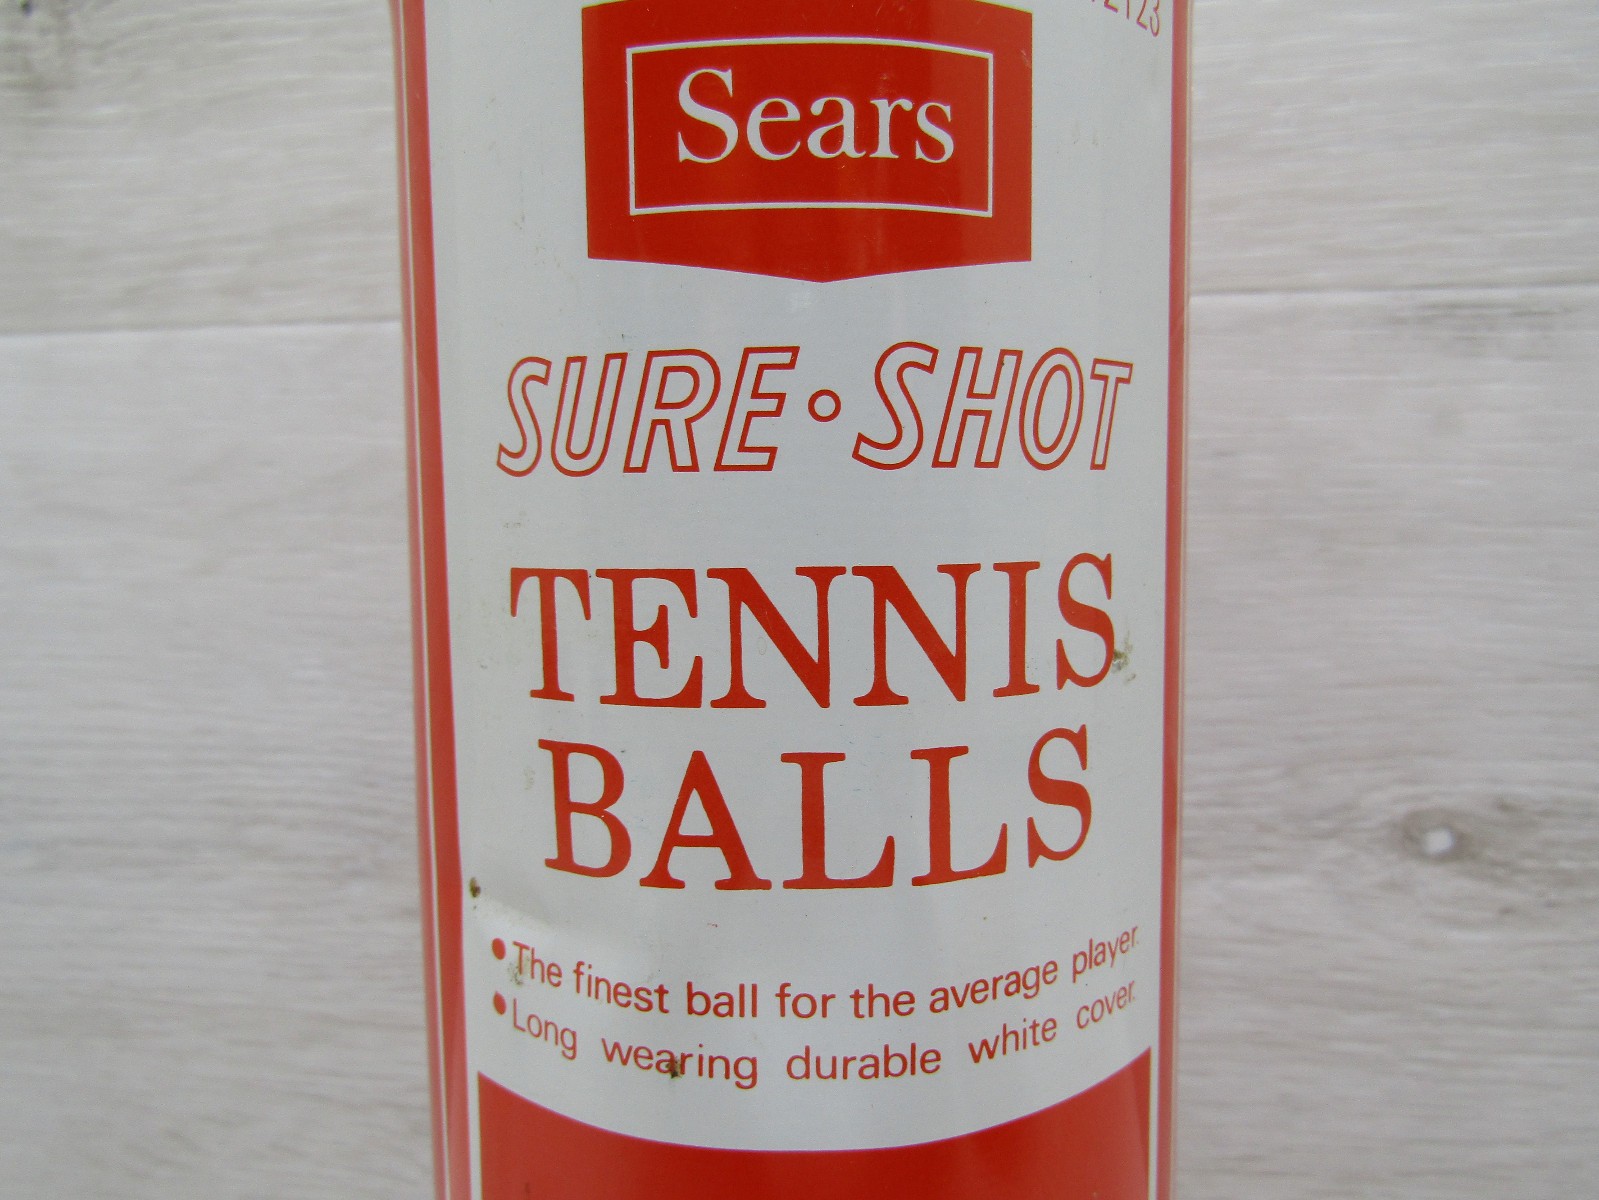 Sears
SURE • SHOT
TENNIS
BALLS
• The finest ball for the average player.
• Long wearing durable white cover.